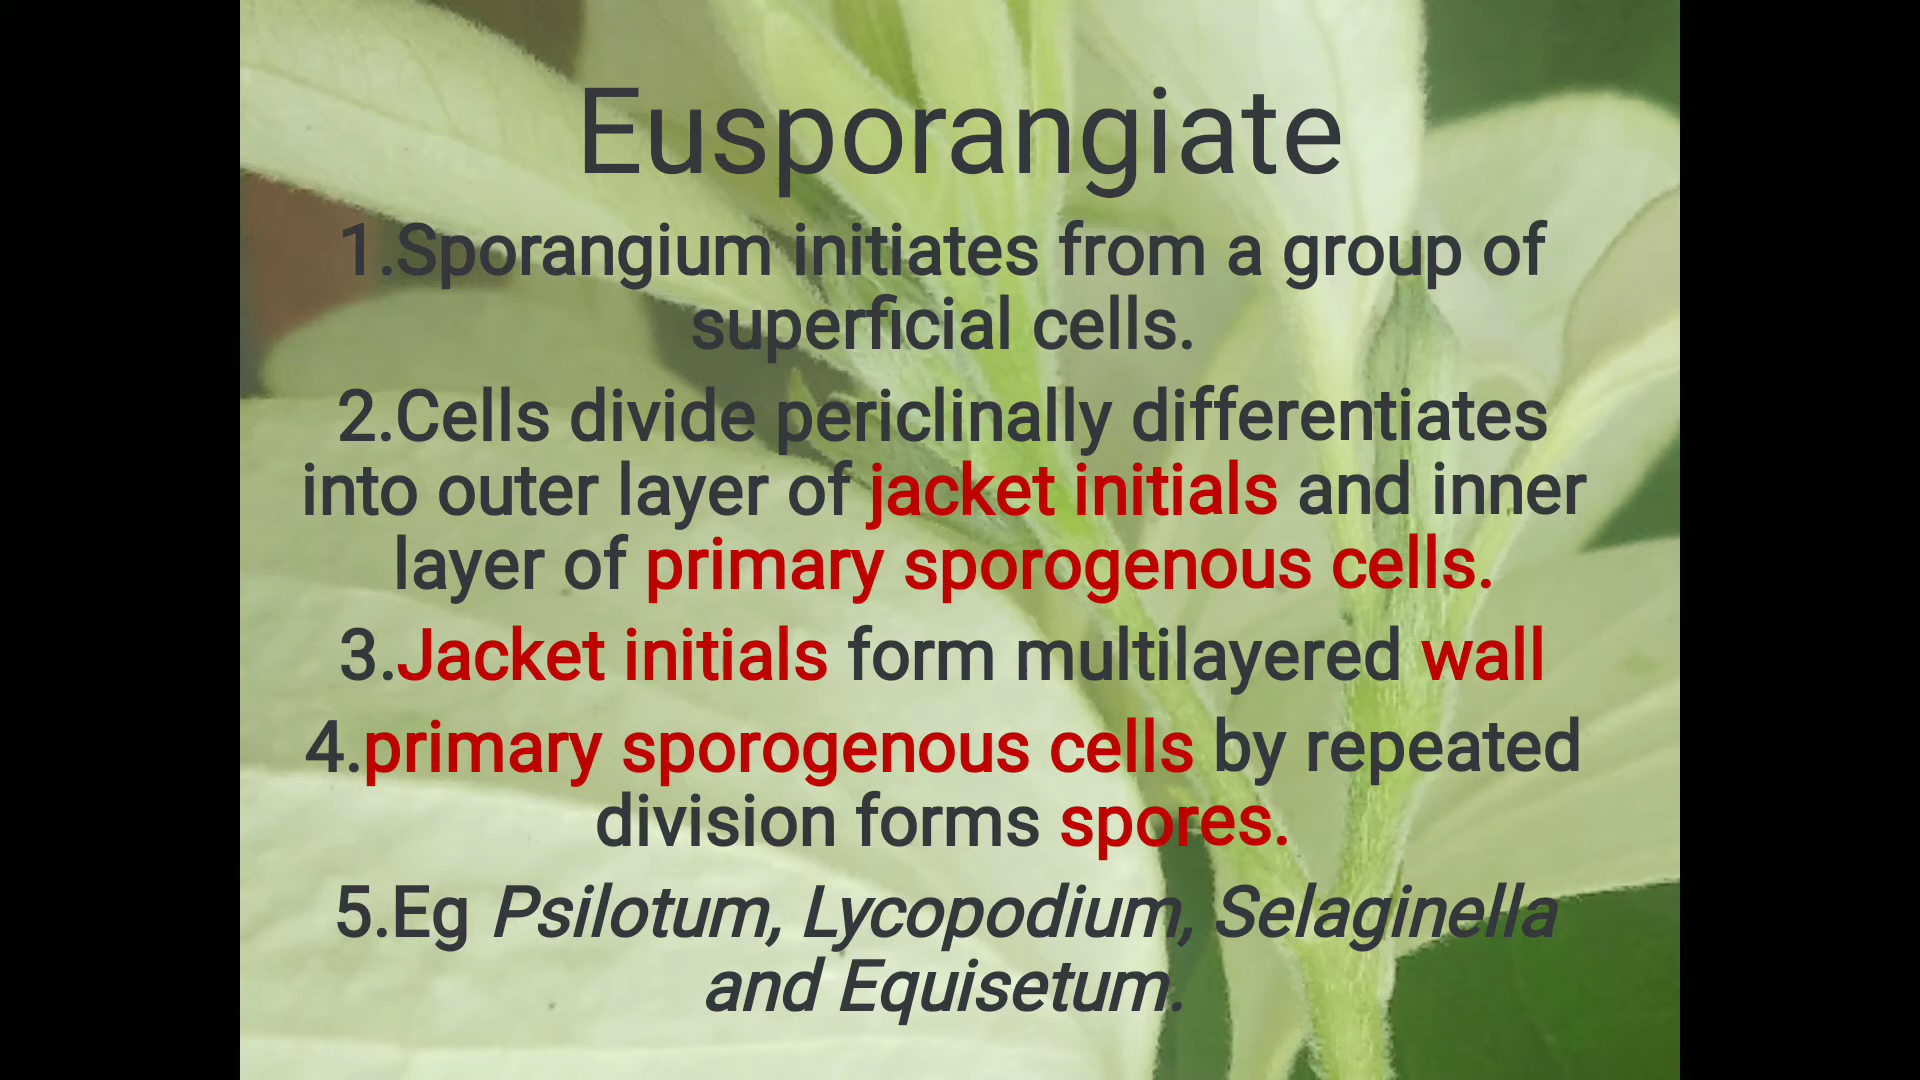 Eusporangiate
1.Sporangium initiates from a group of
superficial cells.
2.Cells divide periclinally differentiates
into outer layer of jacket initials and inner
layer of primary sporogenous cells.
3.Jacket initials form multilayered wall
4.primary sporogenous cells by repeated
division forms spores.
5.Eg Psilotum, Lycopodium, Selaginella
and Equisetum.